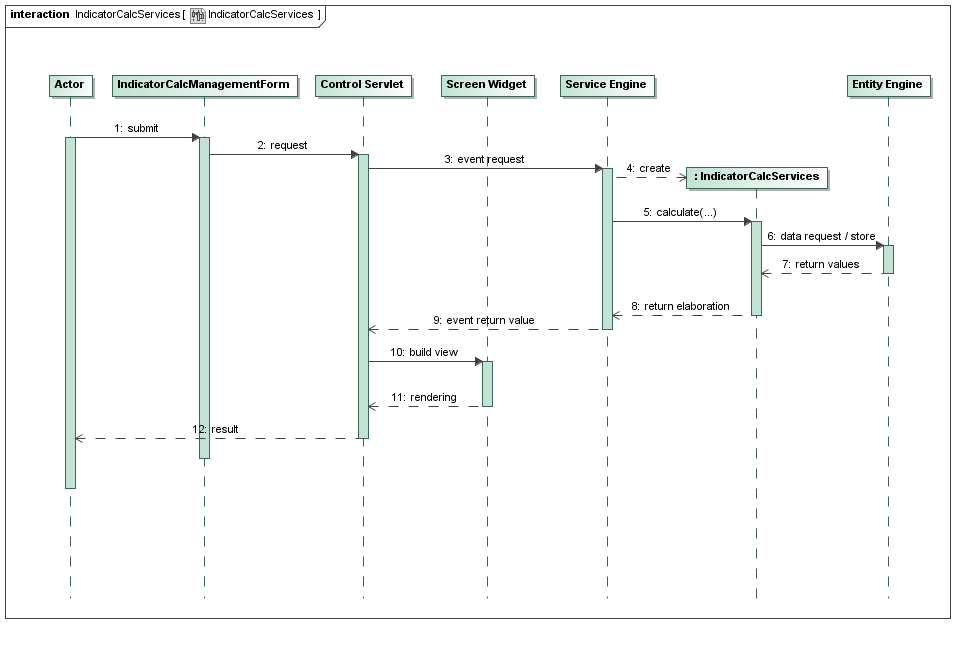 interaction IndicatorCalcServices[ IndicatorCalcServices ]
Actor
IndicatorCalcManagementForm
Control Servlet
Screen Widget
Service Engine
Entity Engine
1: submit
2: request
3: event request
4: create
: IndicatorCalcServices
5: calculate(...)
6: data request / store
7: return values
8: return elaboration
9: event return value
10: build view
11: rendering
12: result